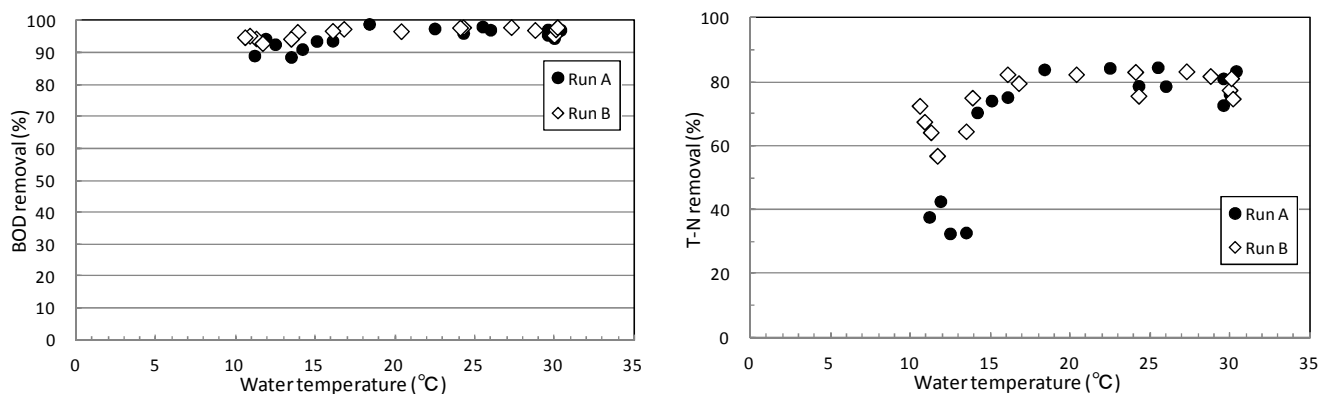 100
90
80
70
60
50
40
30
20
10
0
BOD removal (%)
Run A
Run B
0 5 10 15 20 25 30 35
Water temperature (℃)
100
80
60
40
20
0
T-N removal (%)
Run A
Run B
0 5 10 15 20 25 30 35
Water temperature (℃)